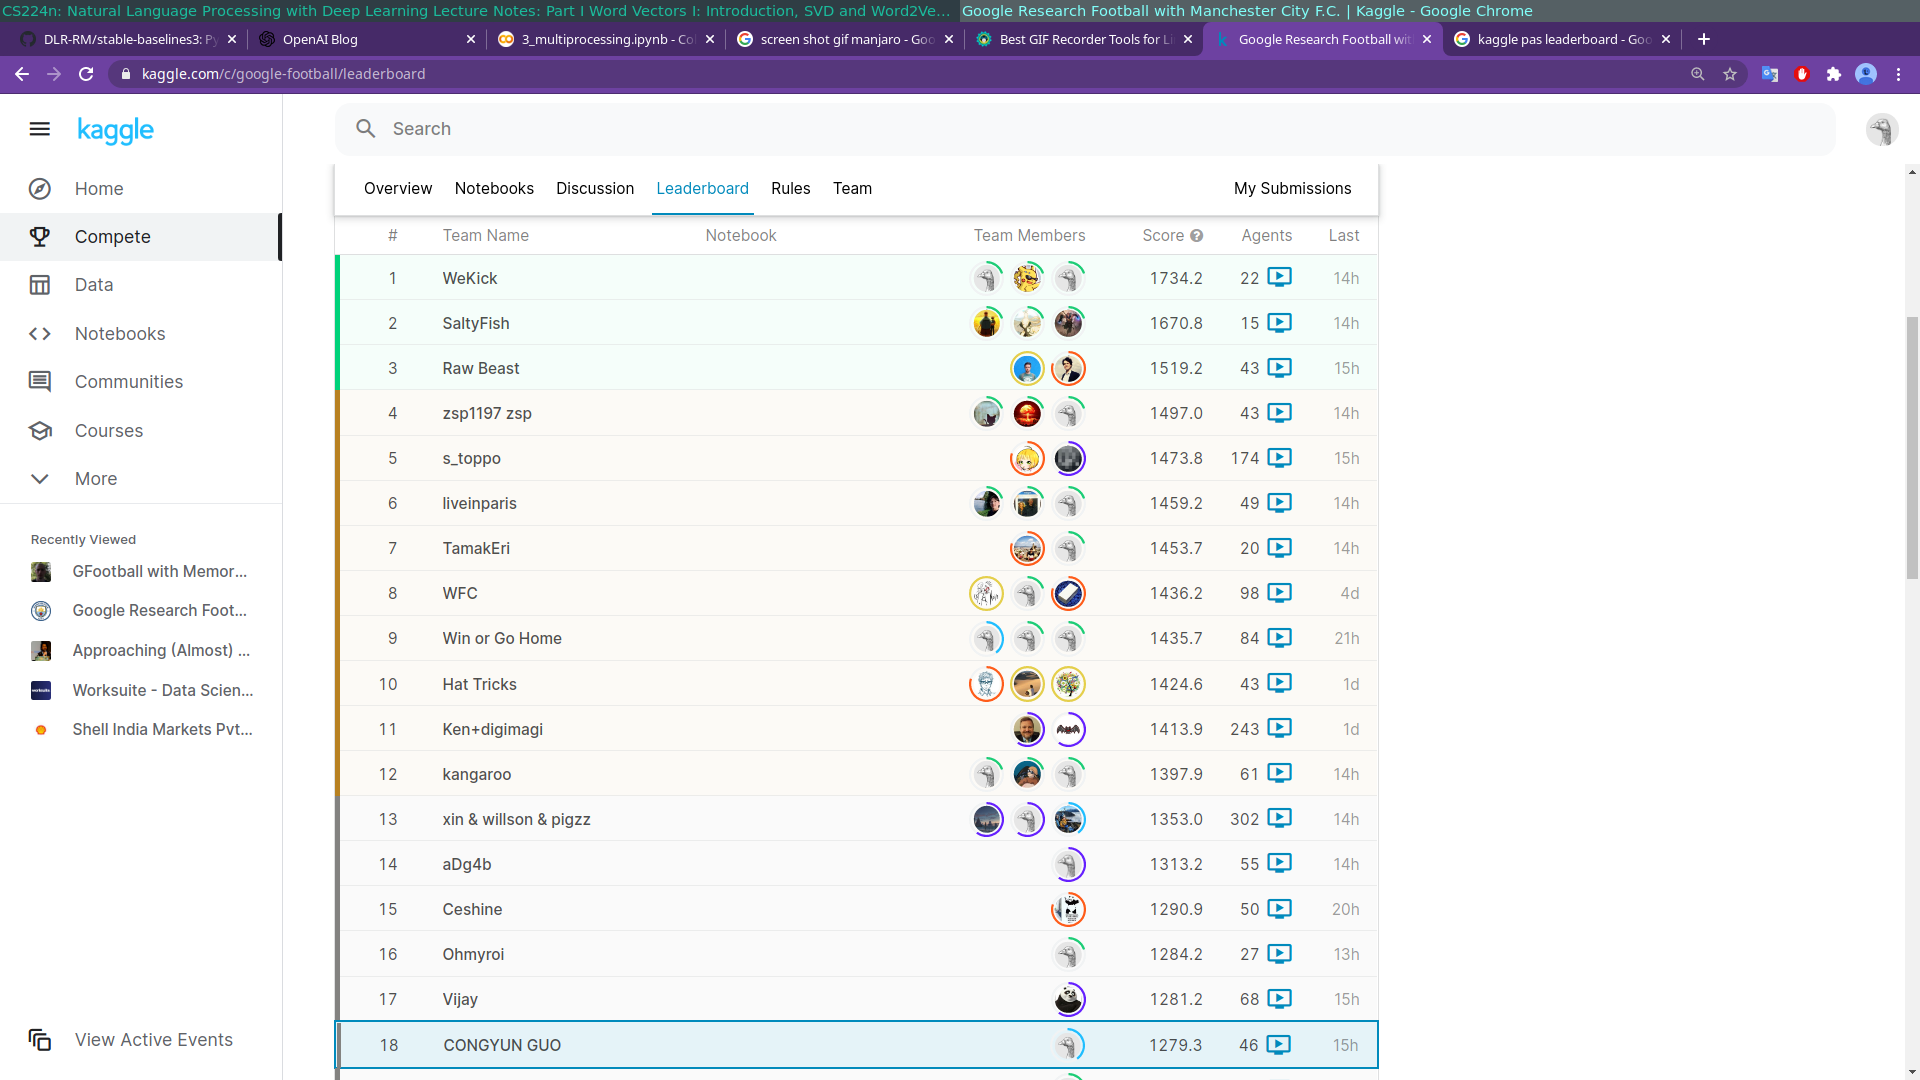 CS224n: Natural Language Processing with Deep Learning Lecture Notes: Part I Word Vectors I: Introduction, SVD and Word2Ve...
Google Research Football with Manchester City F.C. | Kaggle - Google Chrome
DLR-RM/stable-baselines3: Py
OpenAI Blog
3_multiprocessing.ipynb - Co
screen shot gif manjaro - Goo
Best GIF Recorder Tools for Li
Google Research Football wit
kaggle pas leaderboard - Goo
kaggle.com/c/google-football/leaderboard
kaggle
Search
Home
Compete
Data
Notebooks
Communities
Courses
More
Recently Viewed
GFootball with Memor...
Google Research Foot...
Approaching (Almost) ...
Worksuite - Data Scien...
Shell India Markets Pvt...
View Active Events
Overview Notebooks Discussion Leaderboard Rules Team My Submissions
# Team Name Notebook Team Members Score Agents Last
1 WeKick 1734.2 22 14h
2 SaltyFish 1670.8 15 14h
3 Raw Beast 1519.2 43 15h
4 zsp1197 zsp 1497.0 43 14h
5 s_toppo 1473.8 174 15h
6 liveinparis 1459.2 49 14h
7 TamakEri 1453.7 20 14h
8 WFC 1436.2 98 4d
9 Win or Go Home 1435.7 84 21h
10 Hat Tricks 1424.6 43 1d
11 Ken+digimagi 1413.9 243 1d
12 kangaroo 1397.9 61 14h
13 xin & willson & pigzz 1353.0 302 14h
14 aDg4b 1313.2 55 14h
15 Ceshine 1290.9 50 20h
16 Ohmyroi 1284.2 27 13h
17 Vijay 1281.2 68 15h
18 CONGYUN GUO 1279.3 46 15h